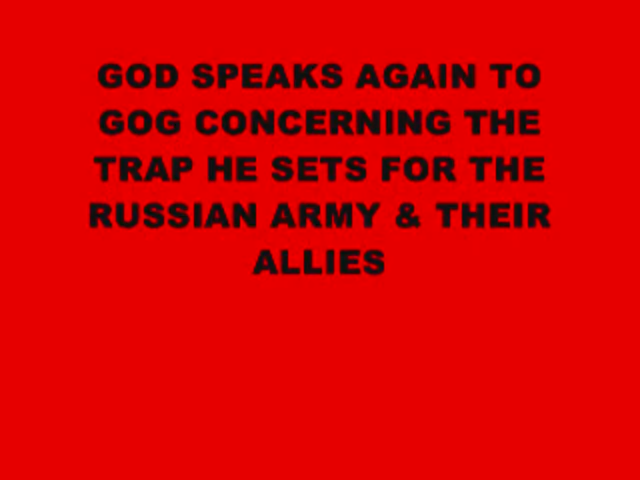 GOD SPEAKS AGAIN TO
GOG CONCERNING THE
TRAP HE SETS FOR THE
RUSSIAN ARMY & THEIR
ALLIES